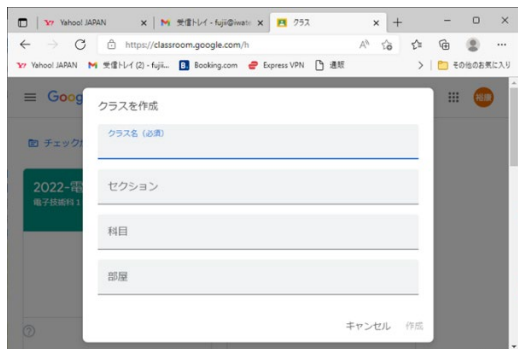 Yahoo! JAPAN
受信トレイ - fujii@iwate
クラス
https://classroom.google.com/h
Yahoo! JAPAN
受信トレイ (2) - fujii...
Booking.com
Express VPN
通販
その他のお気に入り
Goog
クラスを作成
チェックが
クラス名（必須）
2022-電
電子技術科1
セクション
科目
部屋
キャンセル 作成